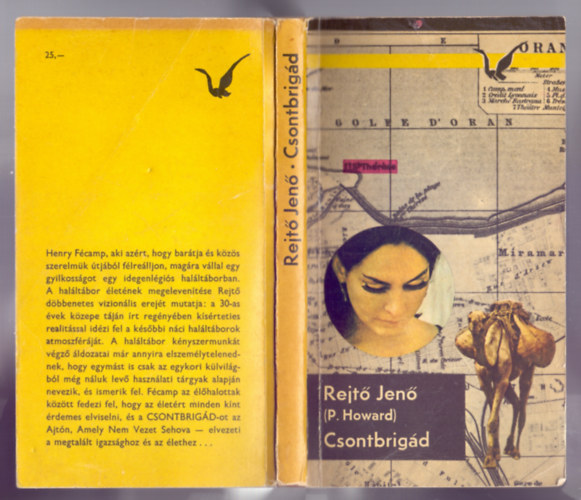 25,—
Henry Fécamp, aki azért, hogy barátja és közös
szerelmük útjából félreálljon, magára vállal egy
gyilkosságot egy idegenlégiós haláltáborban.
A haláltábor életének megelevenítése Rejtő
döbbenetes vizionális erejét mutatja: a 30-as
évek közepe táján írt regényében kísérteties
realitással idézi fel a későbbi náci haláltáborok
atmoszféráját. A haláltábor kényszermunkát
végző áldozatai már annyira elszemélytelened-
nek, hogy egymást is csak az egykori külvilág-
ból még náluk levő használati tárgyak alapján
nevezik, és ismerik fel. Fécamp az élőhalottak
között fedezi fel, hogy az életért minden kínt
érdemes elviselni, és a CSONTBRIGÁD-ot az
Ajtón, Amely Nem Vezet Sehova — elvezeti
a megtalált igazsághoz és az élethez . . .
Rejtő Jenő · Csontbrigád
D
E
ORAN
GOLFE D'ORAN
Miramar
Rejtő Jenő
(P. Howard)
Csontbrigád